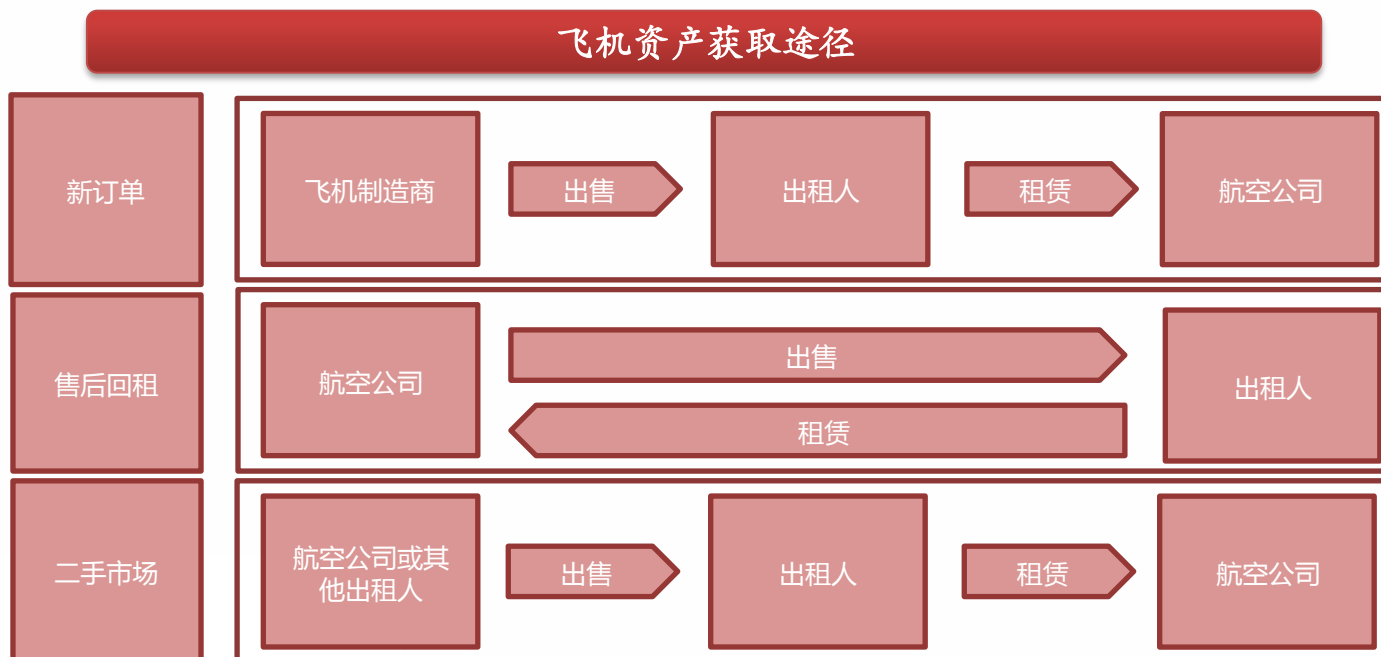 飞机资产获取途径
新订单
飞机制造商
出售
出租人
租赁
航空公司
售后回租
航空公司
出售
租赁
出租人
二手市场
航空公司或其
他出租人
出售
出租人
租赁
航空公司